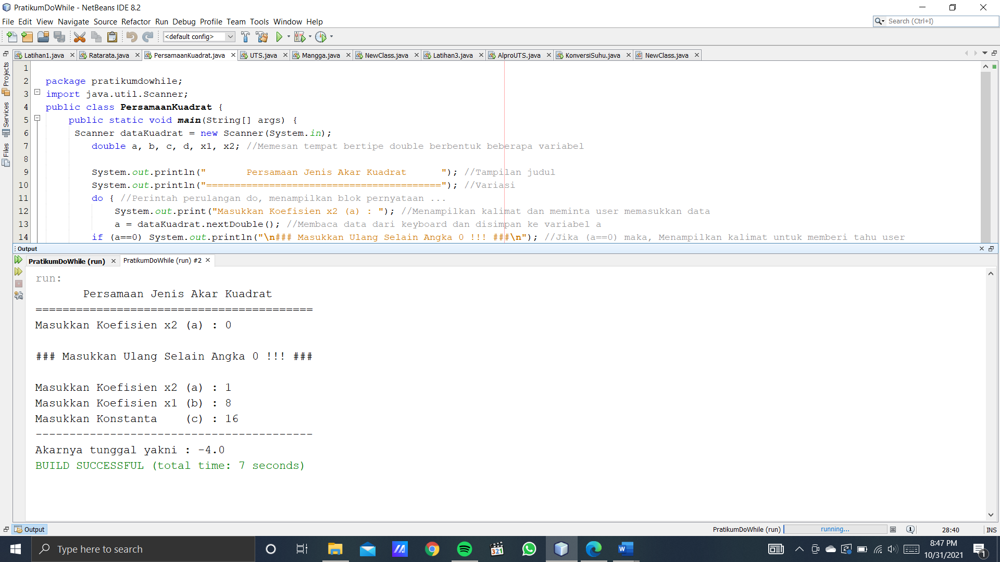 PratikumDoWhile - NetBeans IDE 8.2
File Edit View Navigate Source Refactor Run Debug Profile Team Tools Window Help
Search (Ctrl+I)
<default config>
Latihan1.java Ratarata.java PersamaanKuadrat.java UTS.java Mangga.java NewClass.java Latihan3.java AlproUTS.java KonversiSuhu.java NewClass.java
Projects
Services
Files
1
2 package pratikumdowhile;
3 import java.util.Scanner;
4 public class PersamaanKuadrat {
5 public static void main(String[] args) {
6 Scanner dataKuadrat = new Scanner(System.in);
7 double a, b, c, d, x1, x2; //Memesan tempat bertipe double berbentuk beberapa variabel
8
9 System.out.println("       Persamaan Jenis Akar Kuadrat      "); //Tampilan judul
10 System.out.println("========================================="); //Variasi
11 do { //Perintah perulangan do, menampilkan blok pernyataan ...
12 System.out.print("Masukkan Koefisien x2 (a) : "); //Menampilkan kalimat dan meminta user memasukkan data
13 a = dataKuadrat.nextDouble(); //Membaca data dari keyboard dan disimpan ke variabel a
14 if (a==0) System.out.println("\n### Masukkan Ulang Selain Angka 0 !!! ###\n"); //Jika (a==0) maka, Menampilkan kalimat untuk memberi tahu user
Output
PratikumDoWhile (run) PratikumDoWhile (run) #2
run:
Persamaan Jenis Akar Kuadrat
=========================================
Masukkan Koefisien x2 (a) : 0
### Masukkan Ulang Selain Angka 0 !!! ###
Masukkan Koefisien x2 (a) : 1
Masukkan Koefisien x1 (b) : 8
Masukkan Konstanta    (c) : 16
-----------------------------------------
Akarnya tunggal yakni : -4.0
BUILD SUCCESSFUL (total time: 7 seconds)
Output
PratikumDoWhile (run) running... 1 28:40 INS
Type here to search
321
8:47 PM
10/31/2021
1